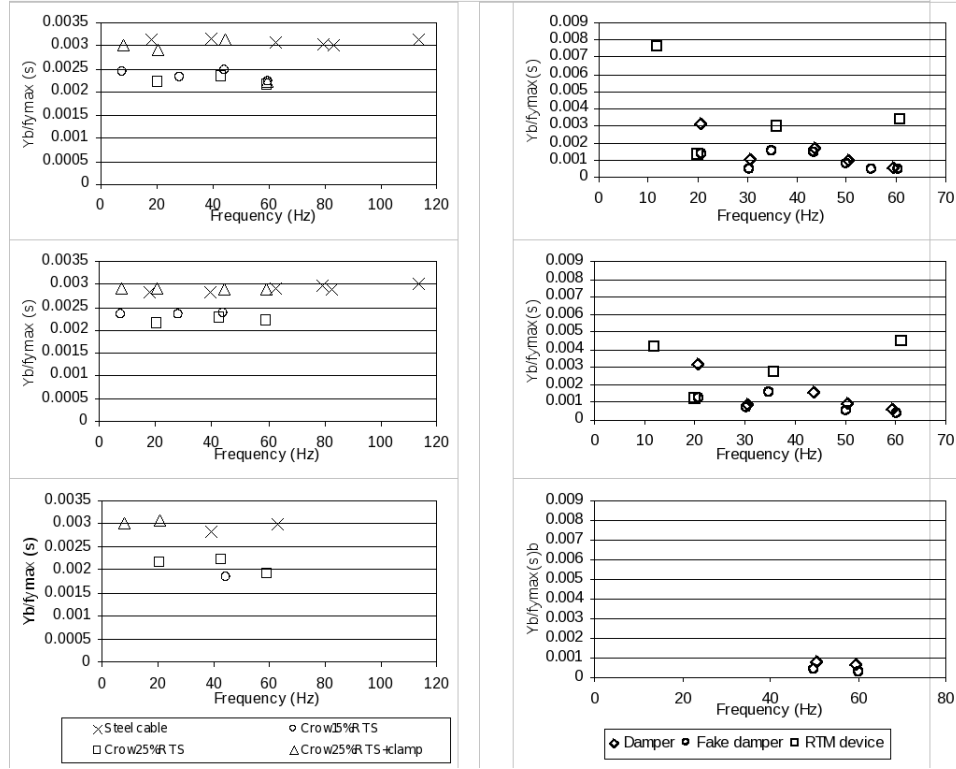 0.0035
0.003
0.0025
0.002
0.0015
0.001
0.0005
0
0 20 40 60 80 100 120
Frequency (Hz)
Yb/fymax (s)
0.009
0.008
0.007
0.006
0.005
0.004
0.003
0.002
0.001
0
0 10 20 30 40 50 60 70
Frequency (Hz)
Yb/fymax(s)
0.0035
0.003
0.0025
0.002
0.0015
0.001
0.0005
0
0 20 40 60 80 100 120
Frequency (Hz)
Yb/fymax (s)
0.009
0.008
0.007
0.006
0.005
0.004
0.003
0.002
0.001
0
0 10 20 30 40 50 60 70
Frequency (Hz)
Yb/fymax(s)
0.0035
0.003
0.0025
0.002
0.0015
0.001
0.0005
0
0 20 40 60 80 100 120
Frequency (Hz)
Yb/fymax (s)
Steel cable Crow15%RTS
Crow25%RTS Crow25%RTS+clamp
0.009
0.008
0.007
0.006
0.005
0.004
0.003
0.002
0.001
0
0 20 40 60 80
Frequency (Hz)
Yb/fymax(s)b
Damper Fake damper RTM device